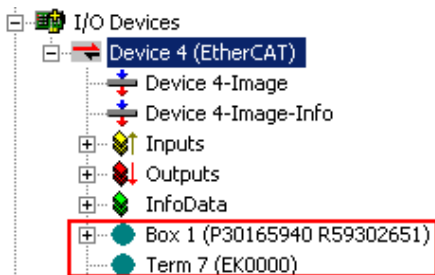 I/O Devices
Device 4 (EtherCAT)
Device 4-Image
Device 4-Image-Info
Inputs
Outputs
InfoData
Box 1 (P30165940 R59302651)
Term 7 (EK0000)